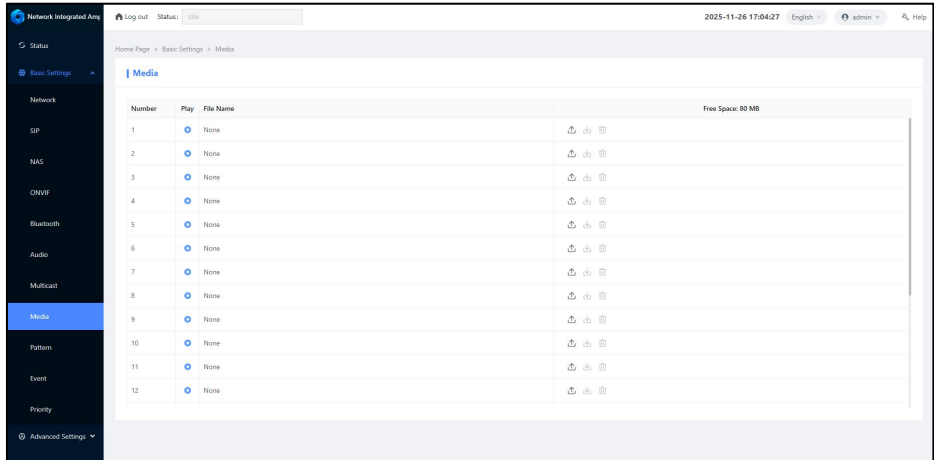 Network Integrated Amp
Log out Status: Idle 2025-11-26 17:04:27 English admin Help
Status
Basic Settings
Network
SIP
NAS
ONVIF
Bluetooth
Audio
Multicast
Media
Pattern
Event
Priority
Advanced Settings
Home Page > Basic Settings > Media
Media
Number Play File Name Free Space: 80 MB
1 None
2 None
3 None
4 None
5 None
6 None
7 None
8 None
9 None
10 None
11 None
12 None